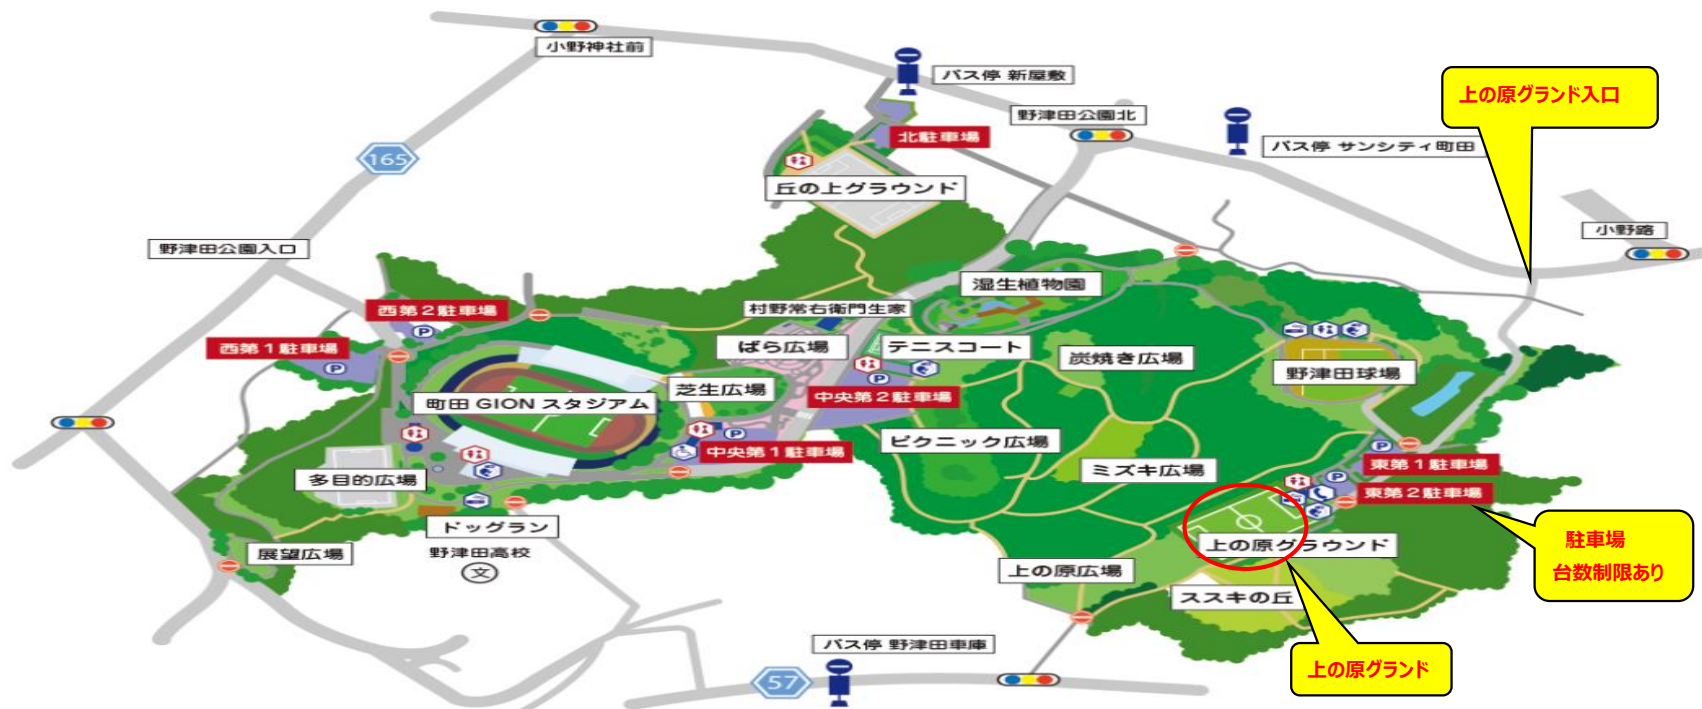 小野神社前
バス停 新屋敷
上の原グランド入口
野津田公園北
北駐車場
バス停 サンシティ町田
165
丘の上グラウンド
小野路
野津田公園入口
湿生植物園
西第2駐車場
P
村野常右衛門生家
西第1駐車場
P
ばら広場
テニスコート
炭焼き広場
野津田球場
芝生広場
P
中央第2駐車場
町田 GION スタジアム
P
中央第1駐車場
ピクニック広場
P
東第1駐車場
ミズキ広場
P
東第2駐車場
多目的広場
ドッグラン
野津田高校
文
展望広場
上の原グラウンド
駐車場
台数制限あり
上の原広場
ススキの丘
バス停 野津田車庫
57
上の原グランド